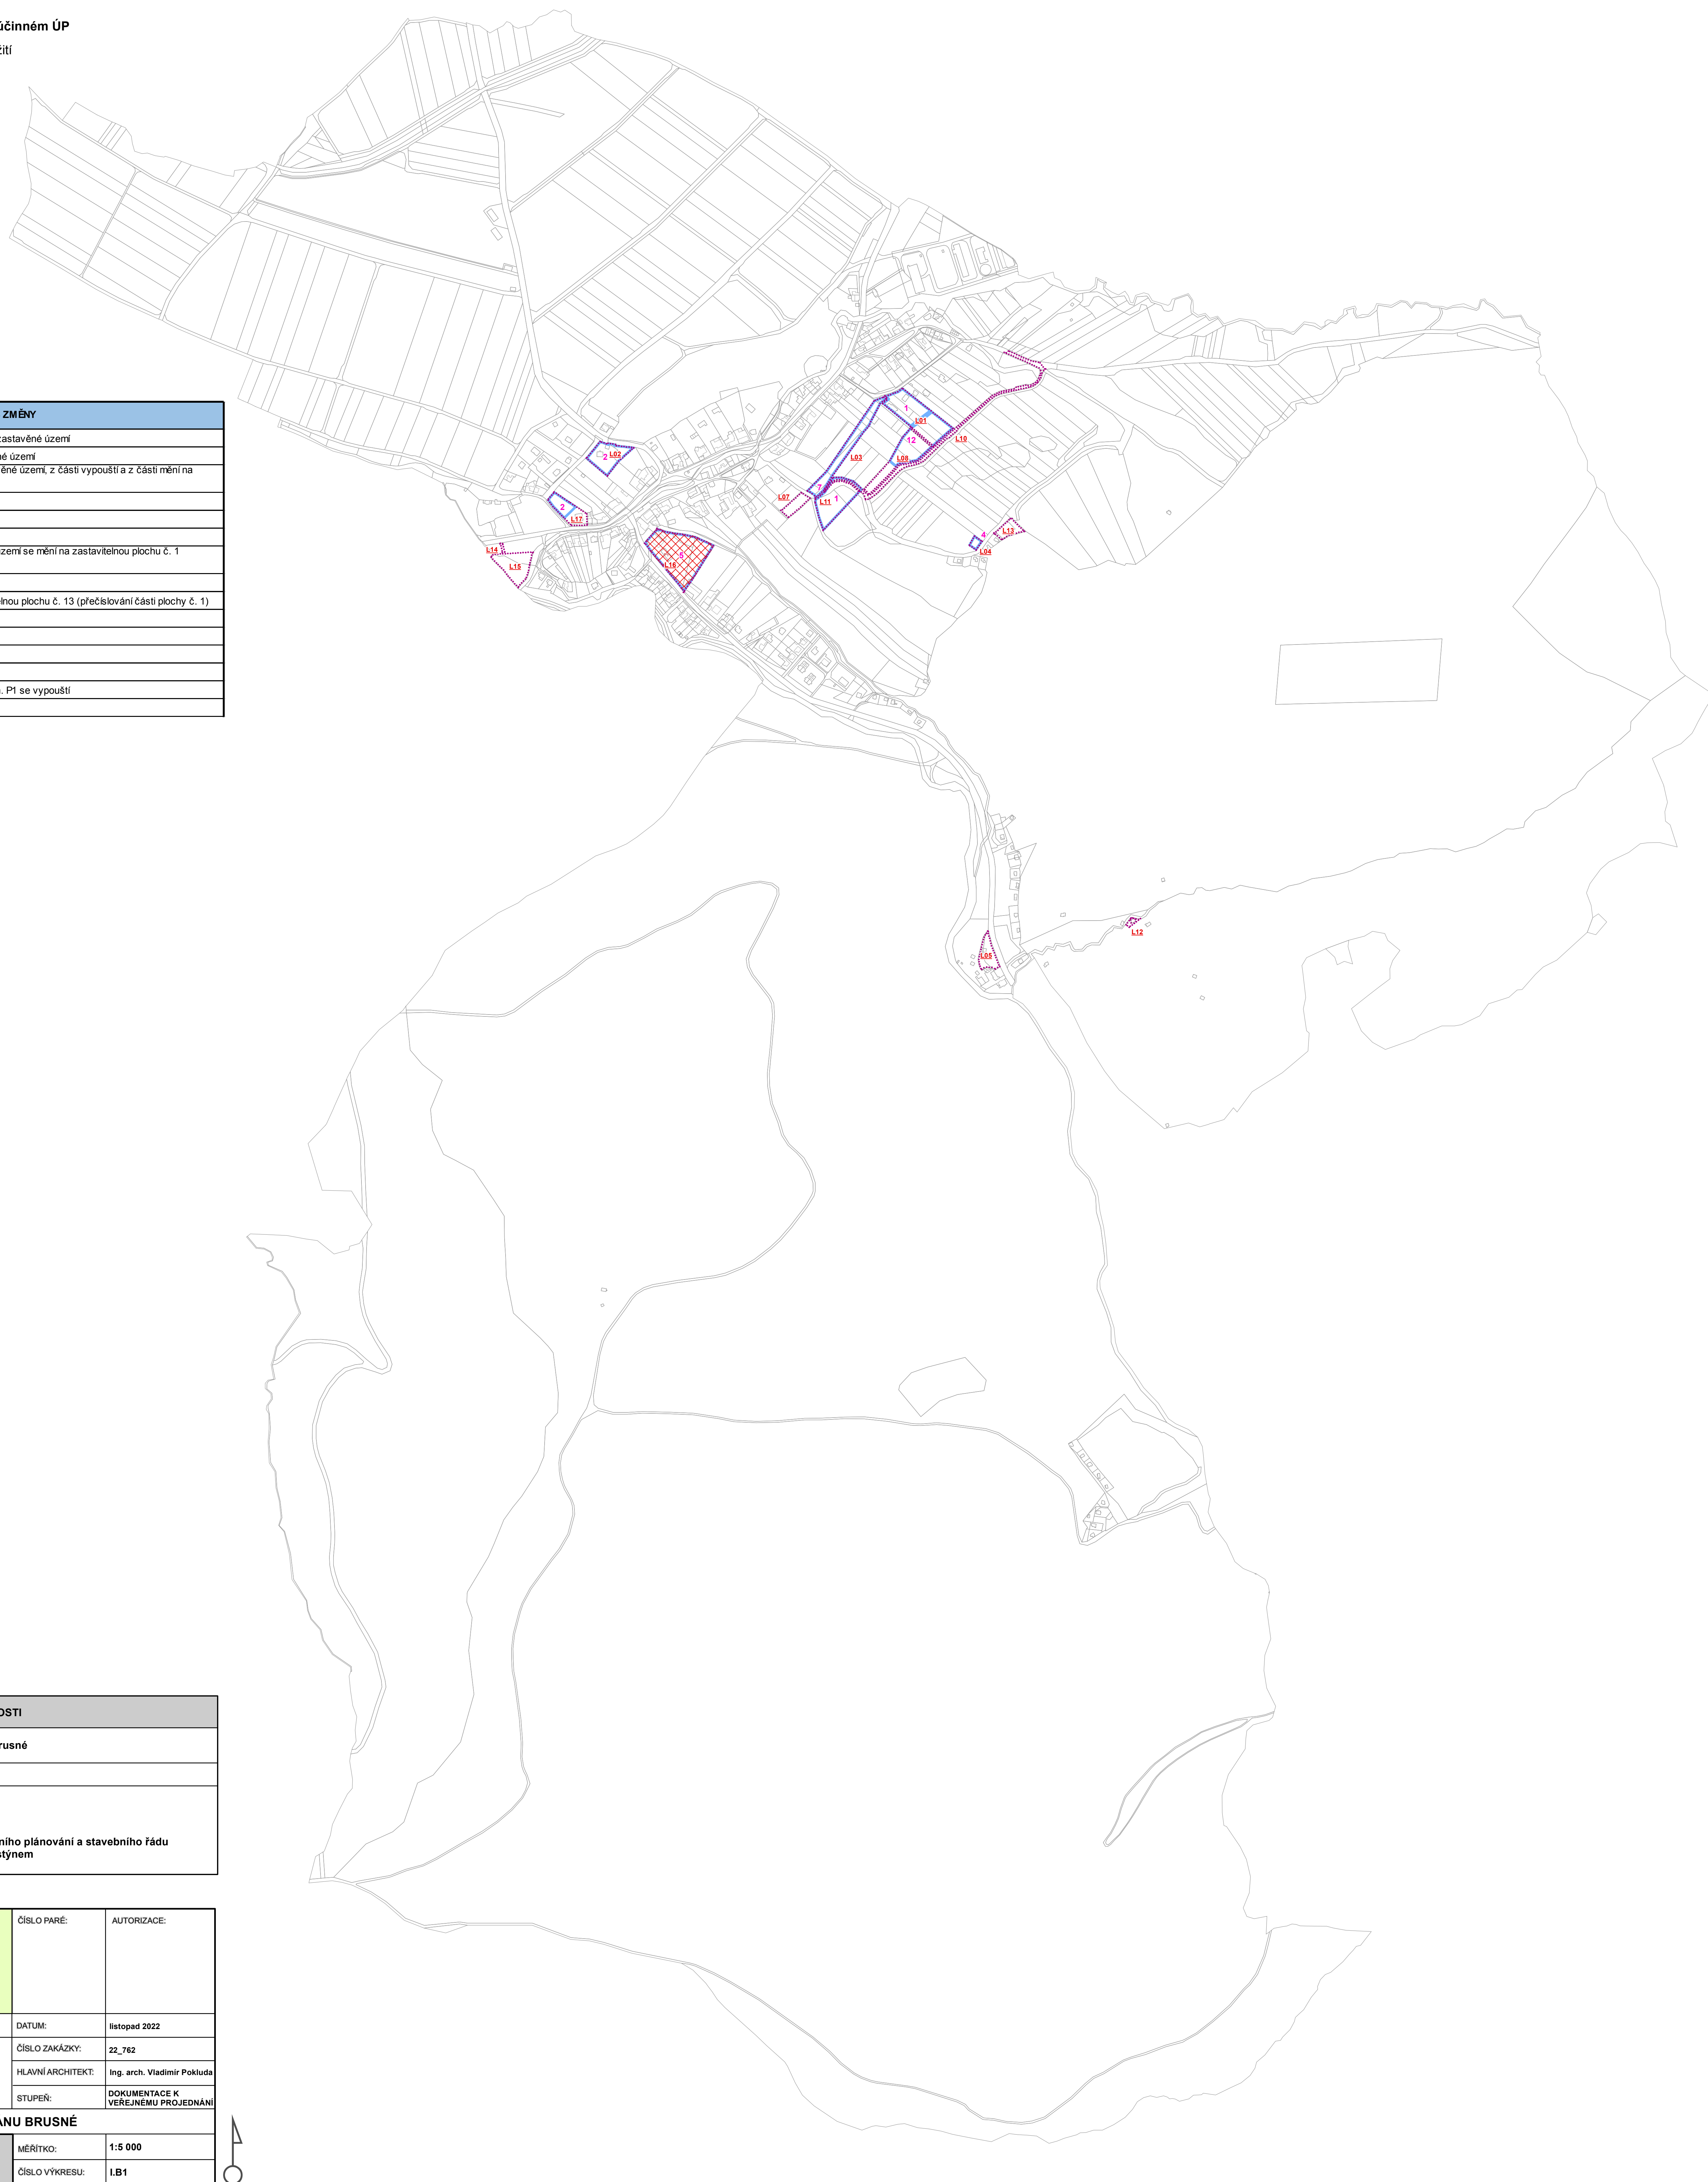 účinném ÚP
žití
ZMĚNY
zastavěné území
né území
ěné území, z části vypouští a z části mění na
území se mění na zastavitelnou plochu č. 1
elnou plochu č. 13 (přečíslování části plochy č. 1)
. P1 se vypouští
1
L01
12
L10
L08
L03
L07
7
L11
1
2
L02
2
L17
L14
L15
5
L16
4
L04
L13
L12
L05
OSTI
rusné
ního plánování a stavebního řádu
stýnem
ČÍSLO PARÉ:
AUTORIZACE:
DATUM:
listopad 2022
ČÍSLO ZAKÁZKY:
22_762
HLAVNÍ ARCHITEKT:
Ing. arch. Vladimír Pokluda
STUPEŇ:
DOKUMENTACE K
VEŘEJNÉMU PROJEDNÁNÍ
ANU BRUSNÉ
MĚŘÍTKO:
1:5 000
ČÍSLO VÝKRESU:
I.B1